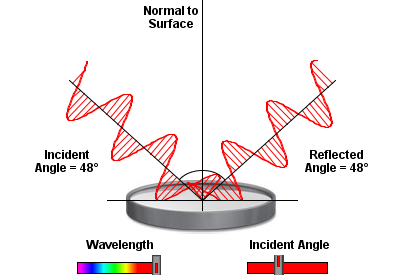 Normal to
Surface
Incident
Angle = 48°
Reflected
Angle = 48°
Wavelength
Incident Angle